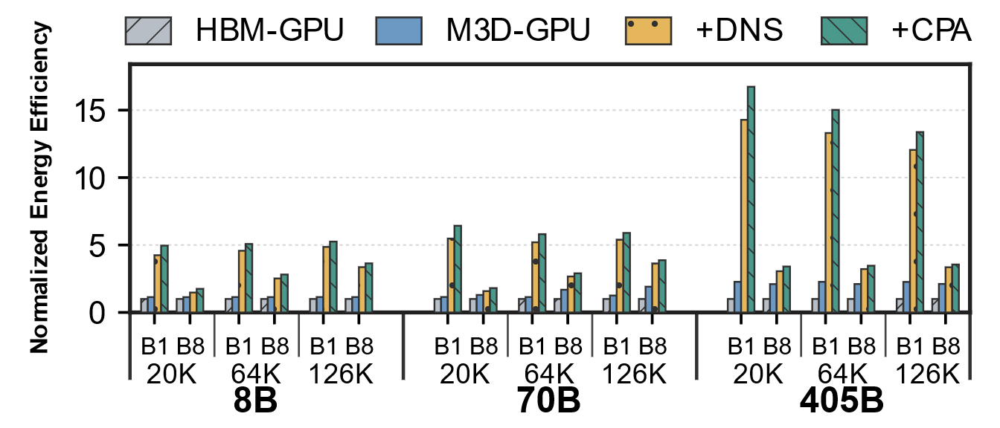 HBM-GPU M3D-GPU +DNS +CPA
Normalized Energy Efficiency
15
10
5
0
B1 B8 B1 B8 B1 B8 B1 B8 B1 B8 B1 B8 B1 B8 B1 B8 B1 B8
20K 64K 126K 20K 64K 126K 20K 64K 126K
8B 70B 405B